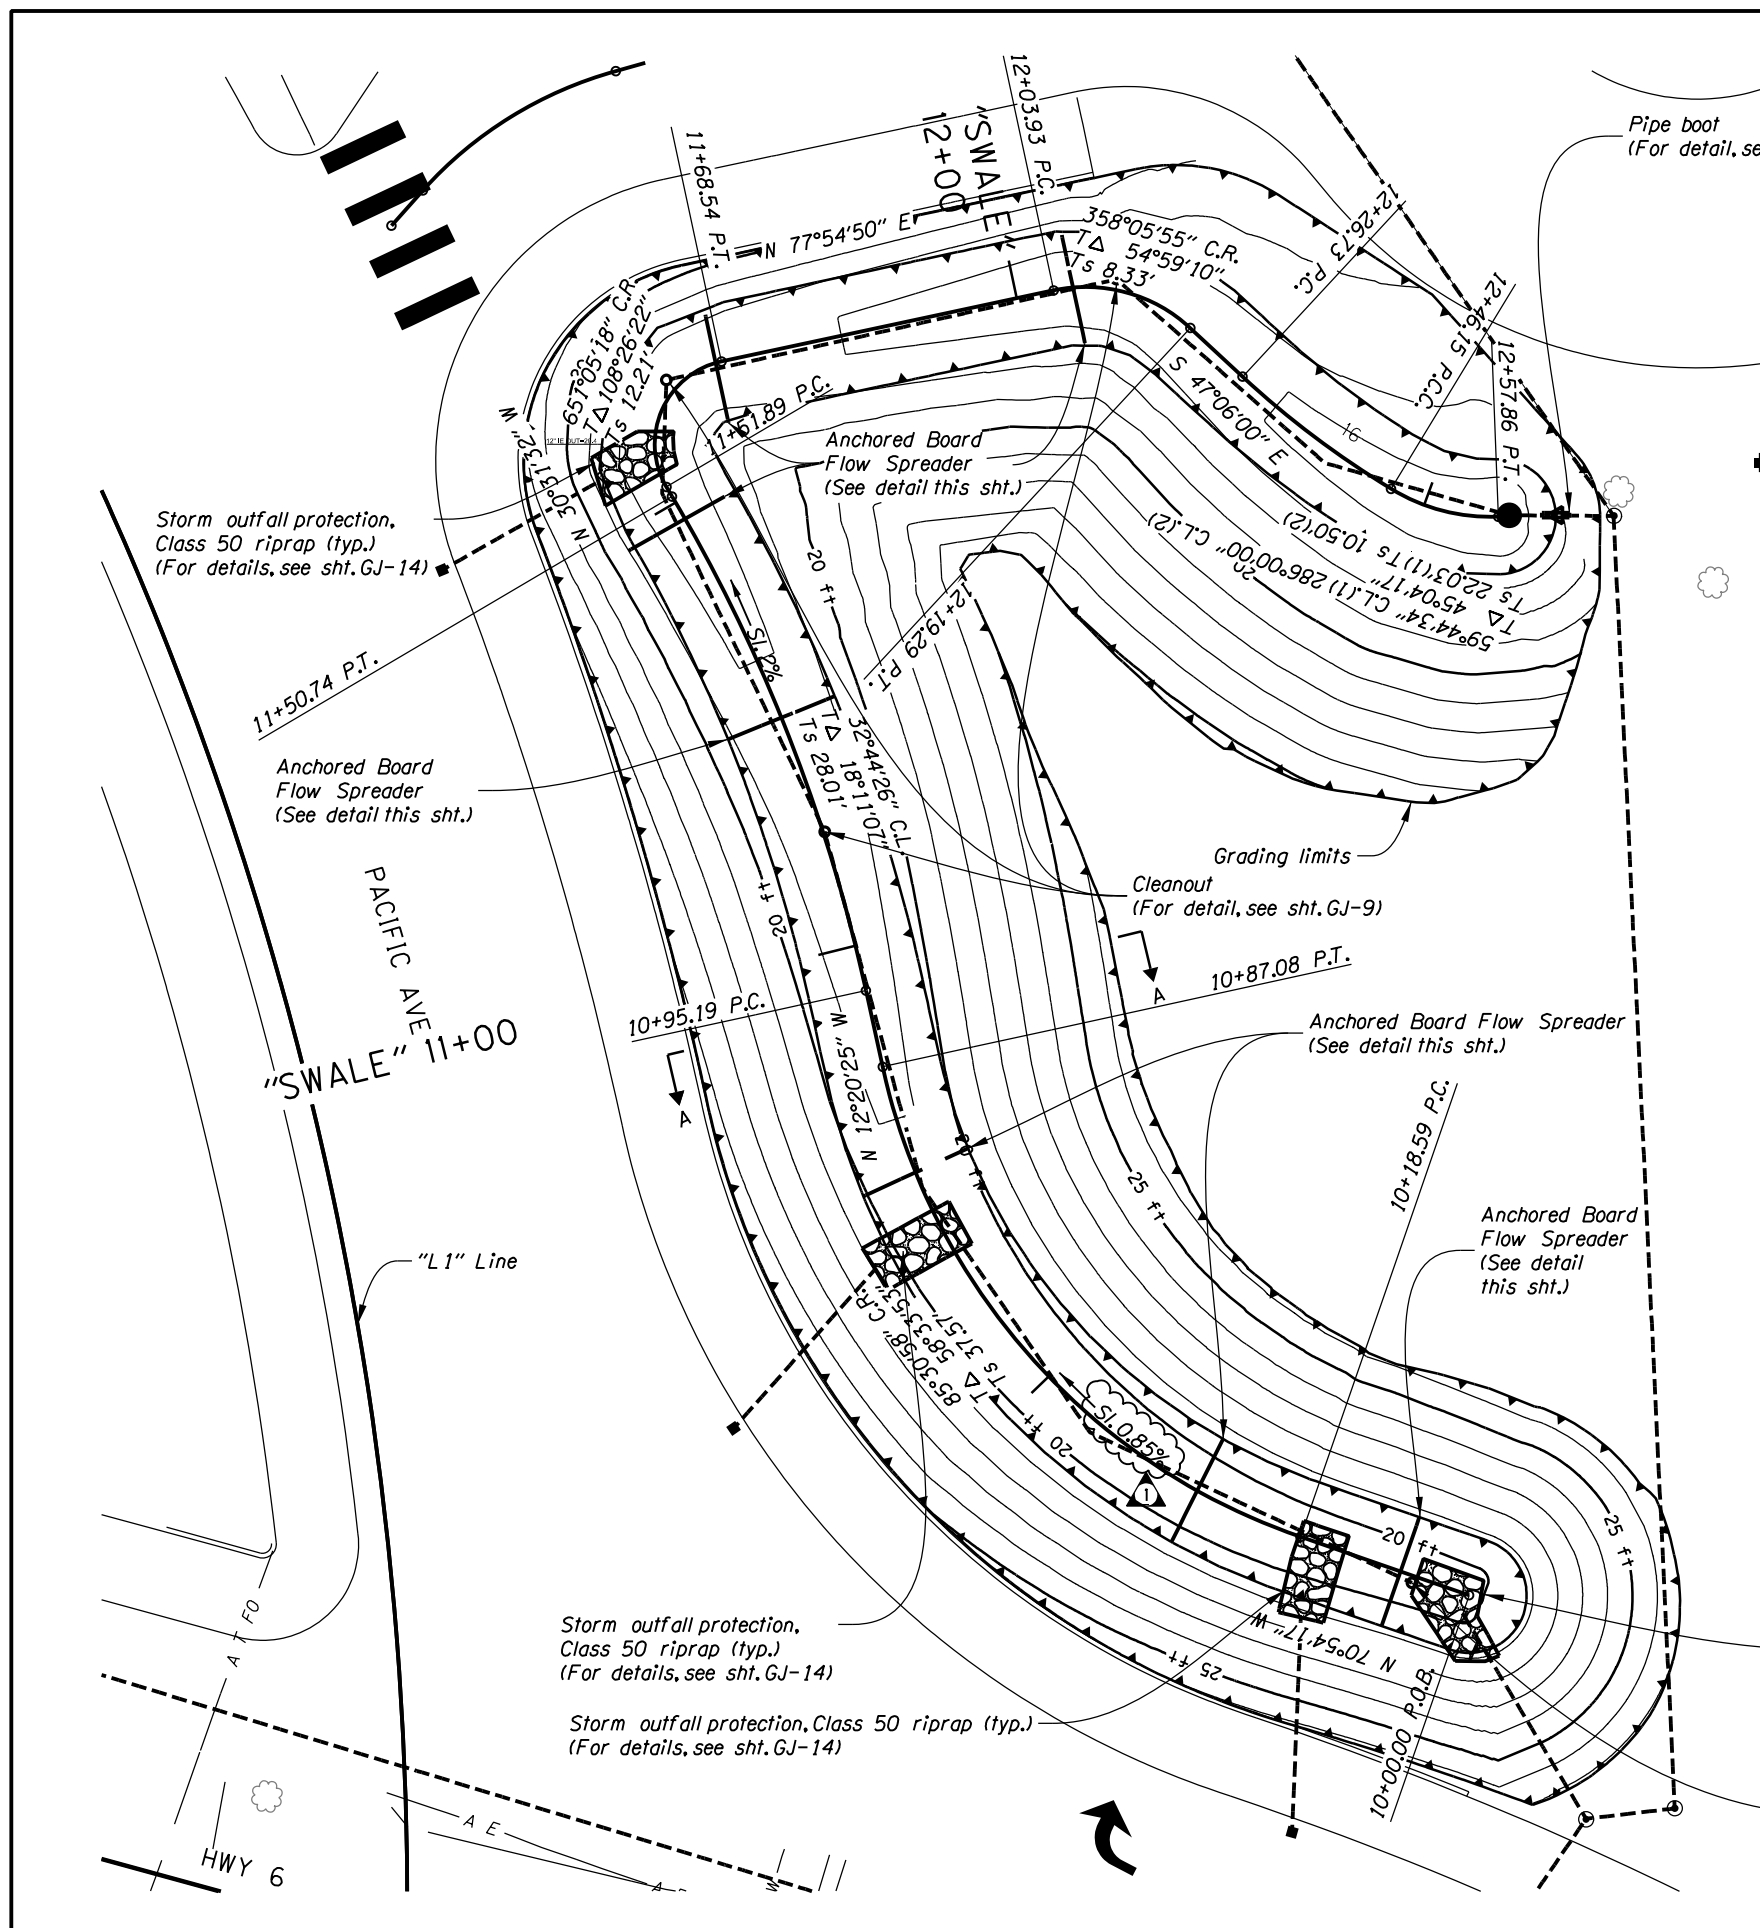 12+03.93 P.C.
"SWALE"
12+00
11+68.54 P.T.
N 77°54'50" E
358°05'55" C.R.
T∆ 54°59'10"
Ts 8.33'
12+26.73 P.C.
12+46.15 P.C.C.
12+57.86 P.T.
Pipe boot
651°05'18" C.R.
T∆ 108°26'22"
Ts 12.21'
11+51.89 P.C.
S 47°90,00" E
16
Anchored Board
Flow Spreader
(See detail this sht.)
N 30°31'32" W
Storm outfall protection,
Class 50 riprap (typ.)
(For details, see sht. GJ-14)
20 ft
59°44'34" C.L.(1) 286°00'00" C.L.(2)
T∆ 45°04'17"
Ts 22.03'(1) Ts 10.50'(2)
20
12+19.29 P.T.
11+50.74 P.T.
Sl. 2%
Anchored Board
Flow Spreader
(See detail this sht.)
32°44'26" C.L.
T∆ 18°11'07"
Ts 28.01'
Grading limits
Cleanout
(For detail, see sht. GJ-9)
20 ft
PACIFIC AVE
"SWALE" 11+00
10+95.19 P.C.
10+87.08 P.T.
A
A
N 12°20'25" W
Anchored Board Flow Spreader
(See detail this sht.)
20 ft
25 ft
10+18.59 P.C.
Anchored Board
Flow Spreader
(See detail
this sht.)
"L1" Line
85°30'58" C.R.
T∆ 58°33'53"
Ts 37.57'
20 ft
Sl. 0.85%
1
20 ft
25 ft
N 70°54'17" W
25 ft
10+00.00 P.O.B.
Storm outfall protection,
Class 50 riprap (typ.)
(For details, see sht. GJ-14)
Storm outfall protection, Class 50 riprap (typ.)
(For details, see sht. GJ-14)
A E
HWY 6